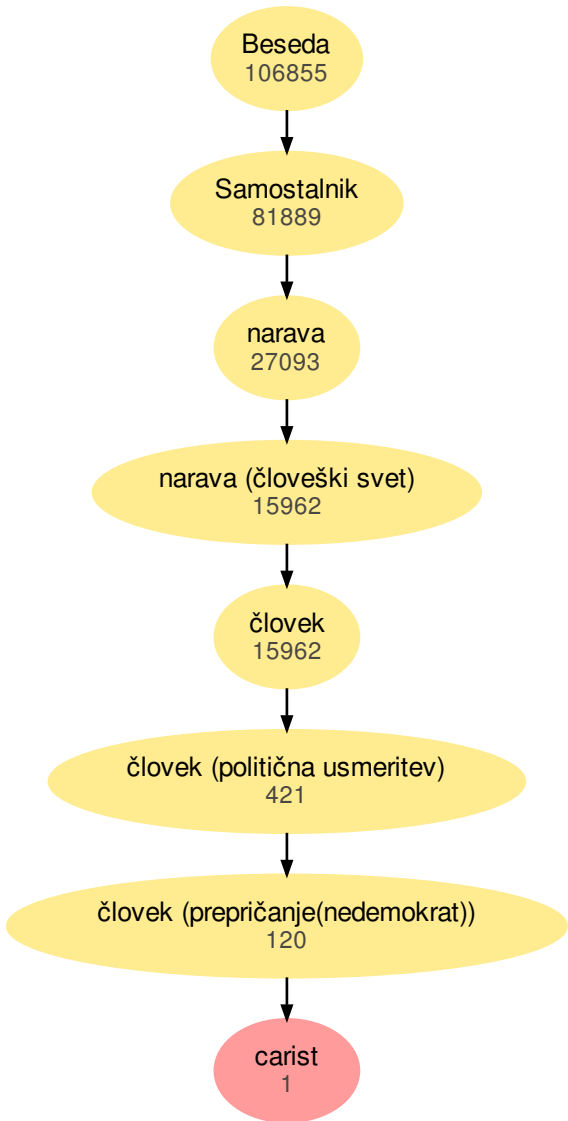 Beseda
106855
Samostalnik
81889
narava
27093
narava (človeški svet)
15962
človek
15962
človek (politična usmeritev)
421
človek (prepričanje(nedemokrat))
120
carist
1